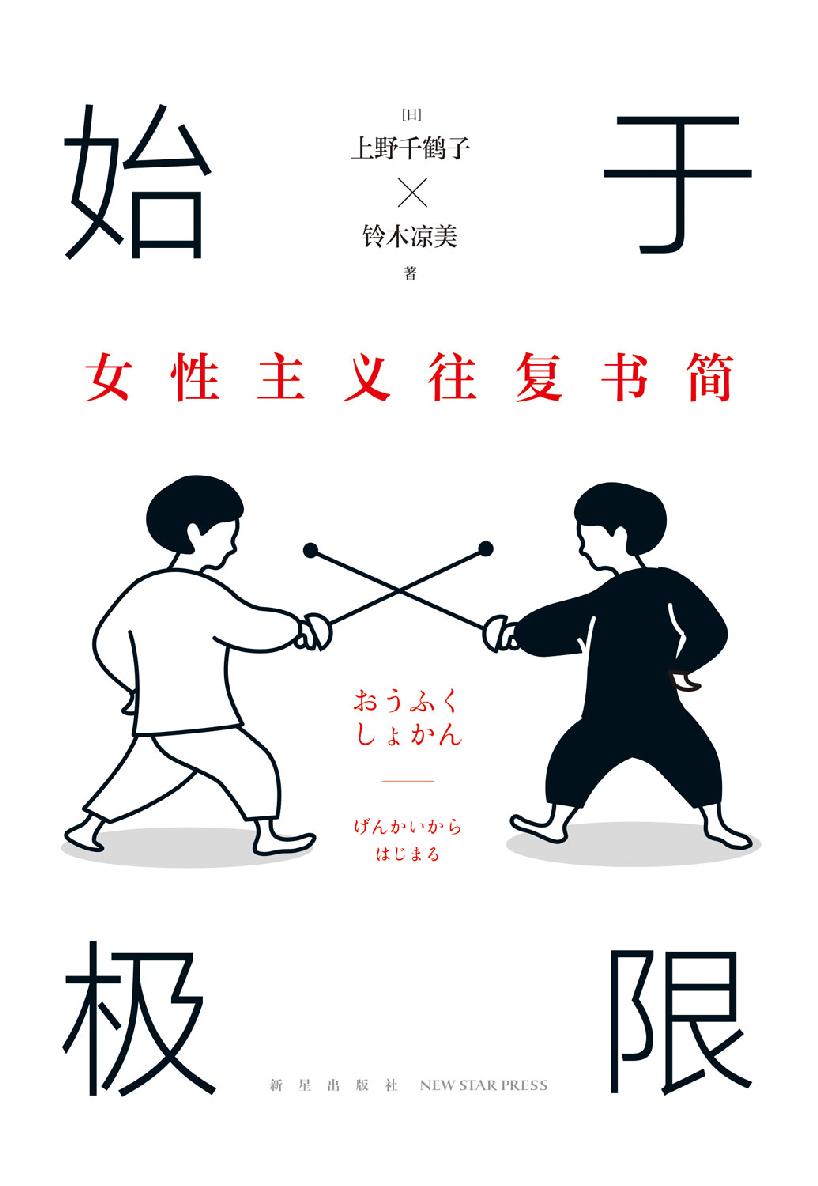 始于
[日]
上野千鹤子
×
铃木凉美
著
女性主义往复书简
おうふく
しょかん
げんかいから
はじまる
极限
新星出版社 NEW STAR PRESS